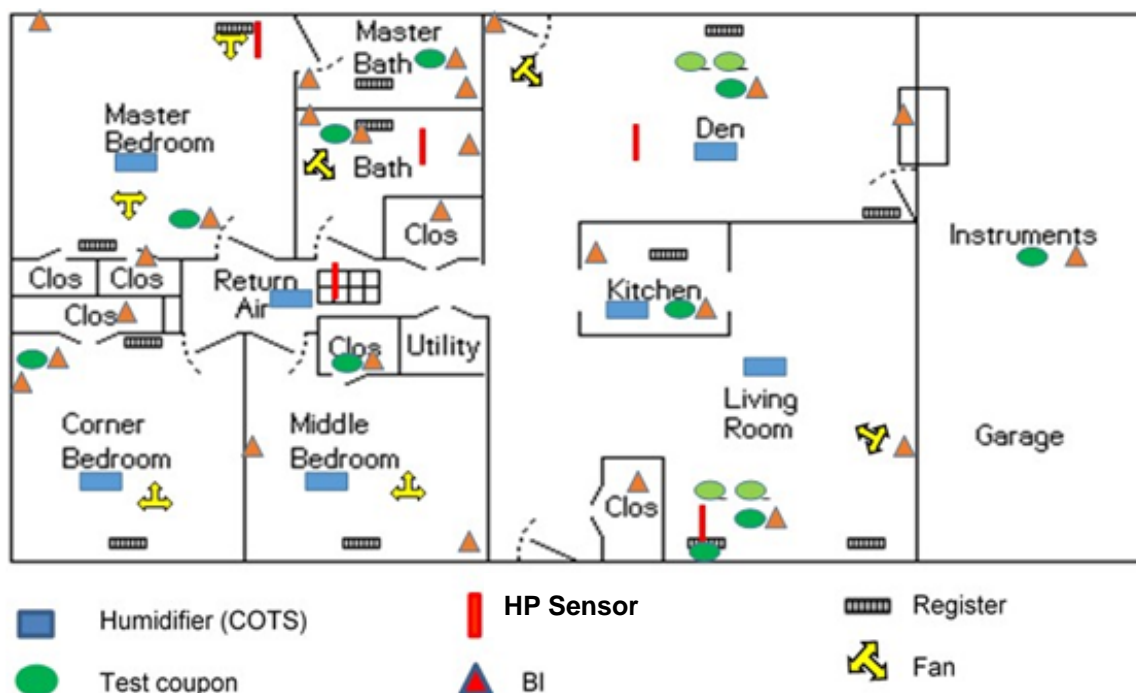 Master
Bath
Master
Bedroom
Den
Bath
Clos
Instruments
Clos
Clos
Return
Air
Kitchen
Clos
Clos
Utility
Living
Room
Corner
Bedroom
Middle
Bedroom
Garage
Clos
Humidifier (COTS)
HP Sensor
Register
Test coupon
BI
Fan